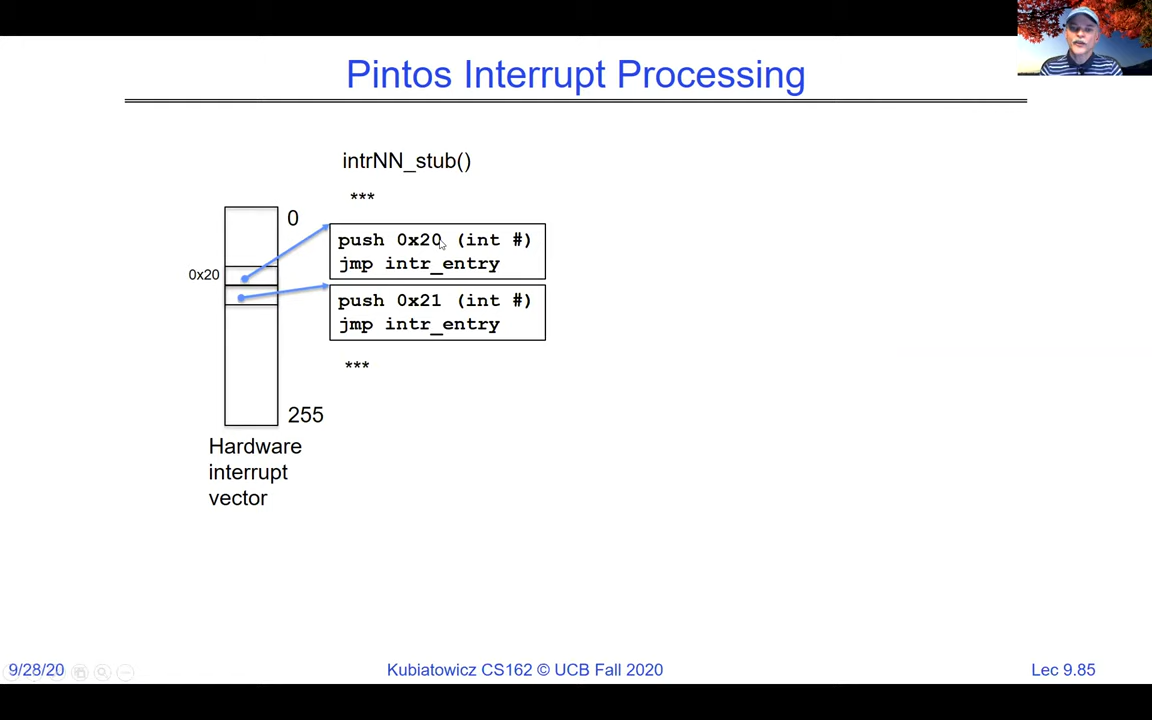 Pintos Interrupt Processing
intrNN_stub()
***
0
push 0x20 (int #)
jmp intr_entry
0x20
push 0x21 (int #)
jmp intr_entry
***
255
Hardware
interrupt
vector
9/28/20
Kubiatowicz CS162 © UCB Fall 2020
Lec 9.85